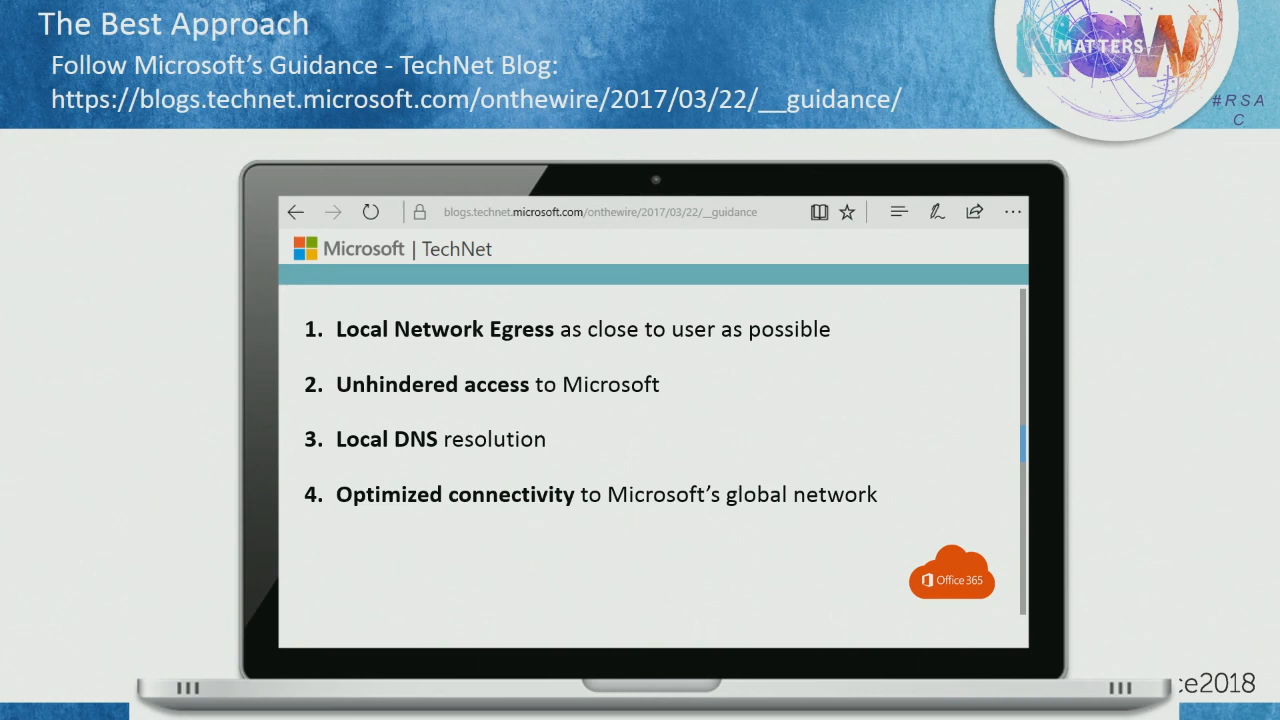 The Best Approach
Follow Microsoft's Guidance - TechNet Blog:
https://blogs.technet.microsoft.com/onthewire/2017/03/22/__guidance/
NOW
MATTERS
#RSA
C
blogs.technet.microsoft.com/onthewire/2017/03/22/__guidance
Microsoft | TechNet
1. Local Network Egress as close to user as possible
2. Unhindered access to Microsoft
3. Local DNS resolution
4. Optimized connectivity to Microsoft's global network
Office 365
ce2018